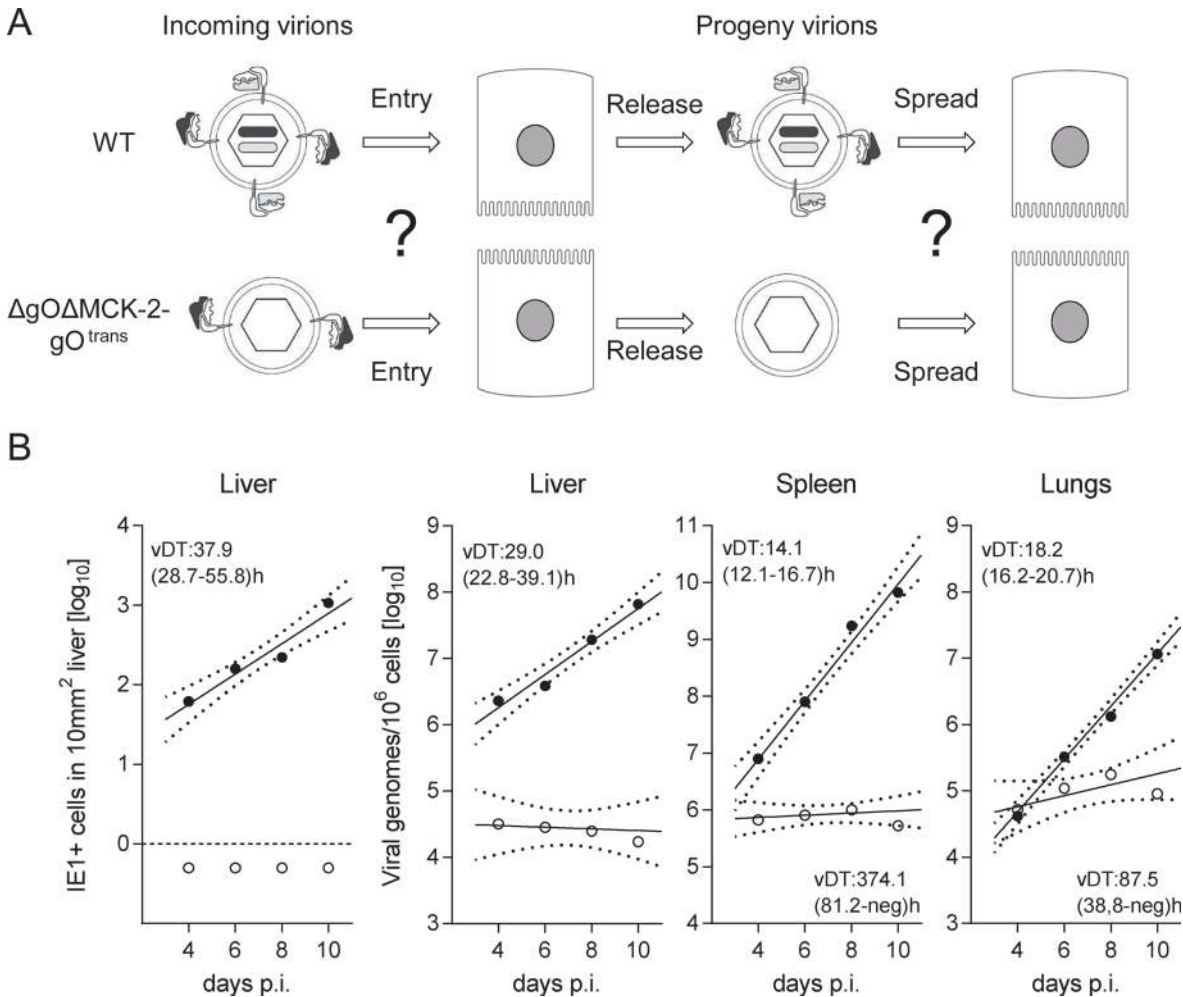 A
Incoming virions
Progeny virions
WT
Entry
Release
Spread
?
?
ΔgOΔMCK-2-
gO^trans
Entry
Release
Spread
B
Liver
IE1+ cells in 10mm² liver [log₁₀]
4
3
2
1
0
vDT:37.9
(28.7-55.8)h
4 6 8 10
days p.i.
Liver
Viral genomes/10⁶ cells [log₁₀]
9
8
7
6
5
4
3
vDT:29.0
(22.8-39.1)h
4 6 8 10
days p.i.
Spleen
11
10
9
8
7
6
5
4
vDT:14.1
(12.1-16.7)h
vDT:374.1
(81.2-neg)h
4 6 8 10
days p.i.
Lungs
9
8
7
6
5
4
3
vDT:18.2
(16.2-20.7)h
vDT:87.5
(38,8-neg)h
4 6 8 10
days p.i.